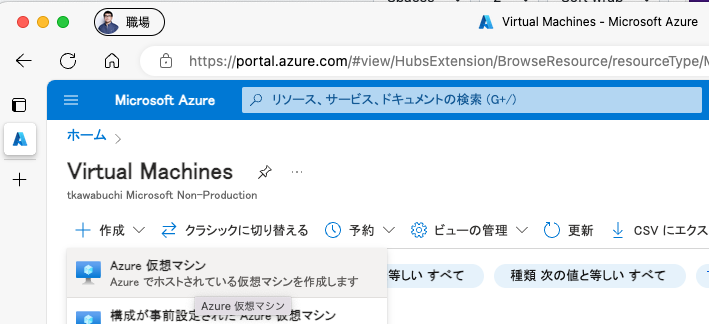 職場
Virtual Machines - Microsoft Azure
https://portal.azure.com/#view/HubsExtension/BrowseResource/resourceType/
Microsoft Azure
リソース、サービス、ドキュメントの検索 (G+/)
ホーム
Virtual Machines
tkawabuchi Microsoft Non-Production
作成 クラシックに切り替える 予約 ビューの管理 更新 CSV にエクス
Azure 仮想マシン
等しい すべて 種類 次の値と等しい すべて
Azure でホストされている仮想マシンを作成します
Azure 仮想マシン
構成が事前設定された Azure 仮想マシン